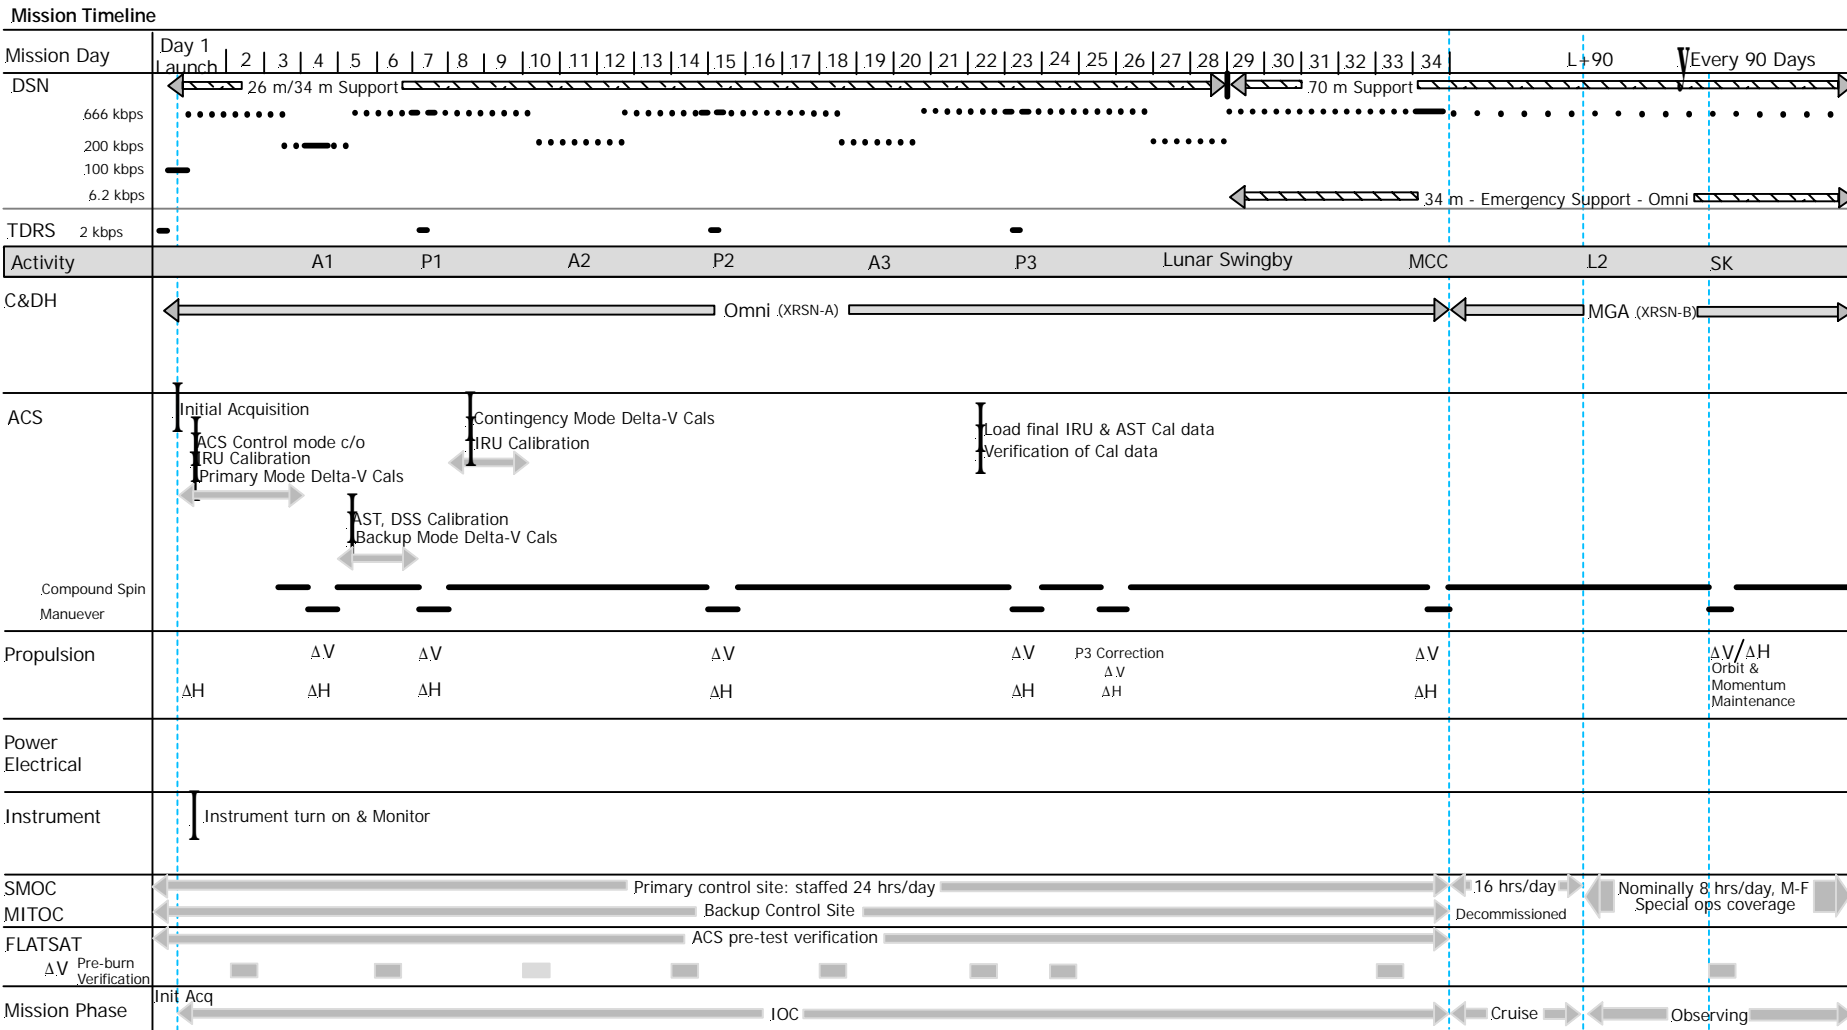 Mission Timeline
Mission Day
Day 1
Launch
2 3 4 5 6 7 8 9 10 11 12 13 14 15 16 17 18 19 20 21 22 23 24 25 26 27 28 29 30 31 32 33 34
L+90
Every 90 Days
DSN
26 m/34 m Support
70 m Support
666 kbps
200 kbps
100 kbps
6.2 kbps
34 m - Emergency Support - Omni
TDRS 2 kbps
Activity A1 P1 A2 P2 A3 P3 Lunar Swingby MCC L2 SK
C&DH
Omni (XRSN-A)
MGA (XRSN-B)
ACS
Initial Acquisition
ACS Control mode c/o
IRU Calibration
Primary Mode Delta-V Cals
Contingency Mode Delta-V Cals
IRU Calibration
Load final IRU & AST Cal data
Verification of Cal data
AST, DSS Calibration
Backup Mode Delta-V Cals
Compound Spin
Manuever
Propulsion
ΔV ΔV ΔV ΔV P3 Correction ΔV ΔV/ΔH
ΔV
Orbit &
Momentum
Maintenance
ΔH ΔH ΔH ΔH ΔH ΔH ΔH
Power
Electrical
Instrument
Instrument turn on & Monitor
SMOC
Primary control site: staffed 24 hrs/day
16 hrs/day
Nominally 8 hrs/day, M-F
Special ops coverage
MITOC
Backup Control Site
Decommissioned
FLATSAT
ACS pre-test verification
ΔV Pre-burn
Verification
Init Acq
Mission Phase
IOC
Cruise
Observing